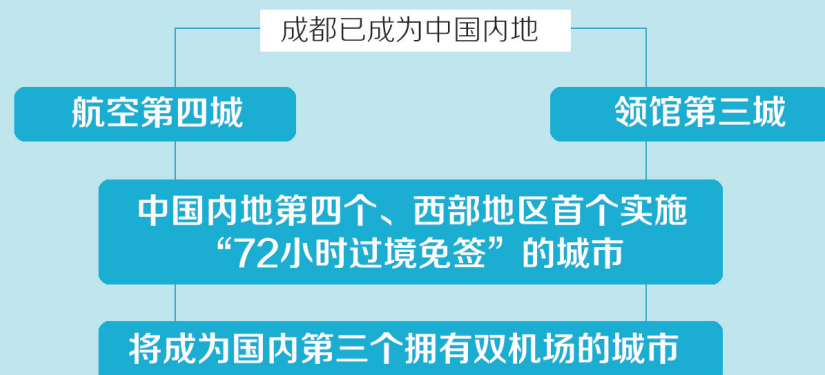 成都已成为中国内地
航空第四城
领馆第三城
中国内地第四个、西部地区首个实施
“72小时过境免签”的城市
将成为国内第三个拥有双机场的城市